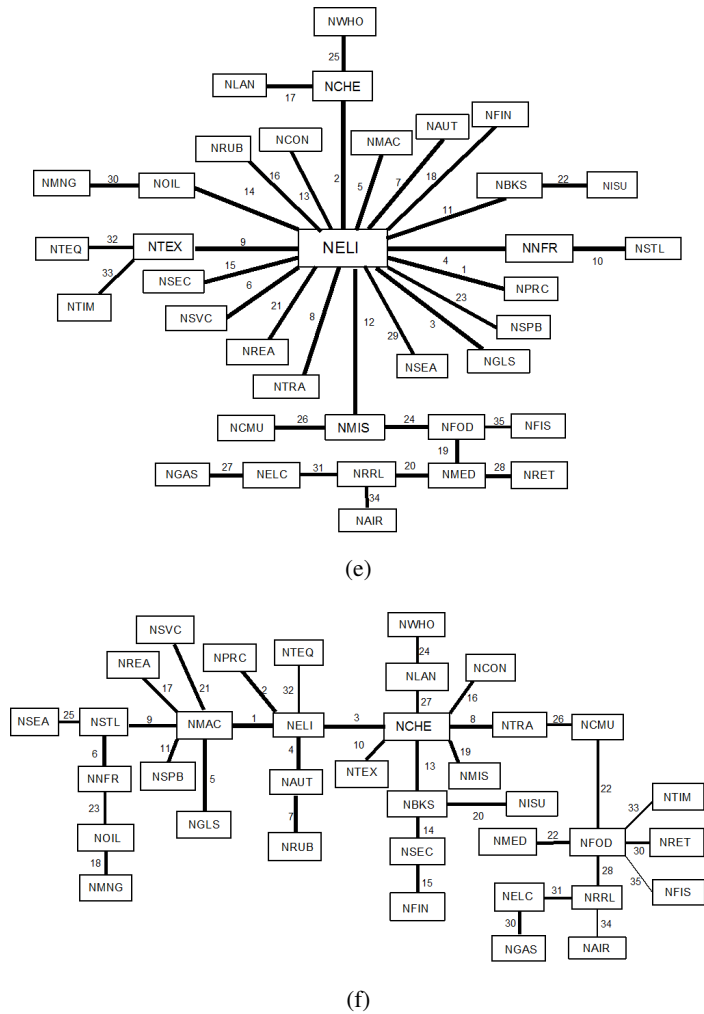 NWHO
25
NLAN
17
NCHE
NFIN
NAUT
NCON
NMAC
NRUB
16
13
2
5
7
18
NMNG
30
NOIL
14
NBKS
22
NISU
11
NTEQ
32
NTEX
9
NELI
NNFR
NSTL
4
10
15
1
33
NSEC
NPRC
NTIM
6
23
NSVC
21
8
12
3
NSPB
29
NREA
NSEA
NGLS
NTRA
NCMU
26
NMIS
24
NFOD
35
NFIS
19
NGAS
27
NELC
31
NRRL
20
NMED
28
NRET
34
NAIR
(e)
NSVC
NWHO
NPRC
NTEQ
24
NREA
NLAN
NCON
17
21
2
32
27
16
NSEA
25
NSTL
9
NMAC
1
NELI
3
NCHE
8
NTRA
26
NCMU
6
11
5
4
10
13
19
NNFR
NSPB
NAUT
NTEX
NMIS
22
23
NGLS
7
NBKS
20
NISU
33
NTIM
NOIL
NRUB
14
NMED
22
NFOD
30
NRET
18
NSEC
28
35
NMNG
15
NELC
31
NRRL
NFIS
NFIN
30
34
NGAS
NAIR
(f)